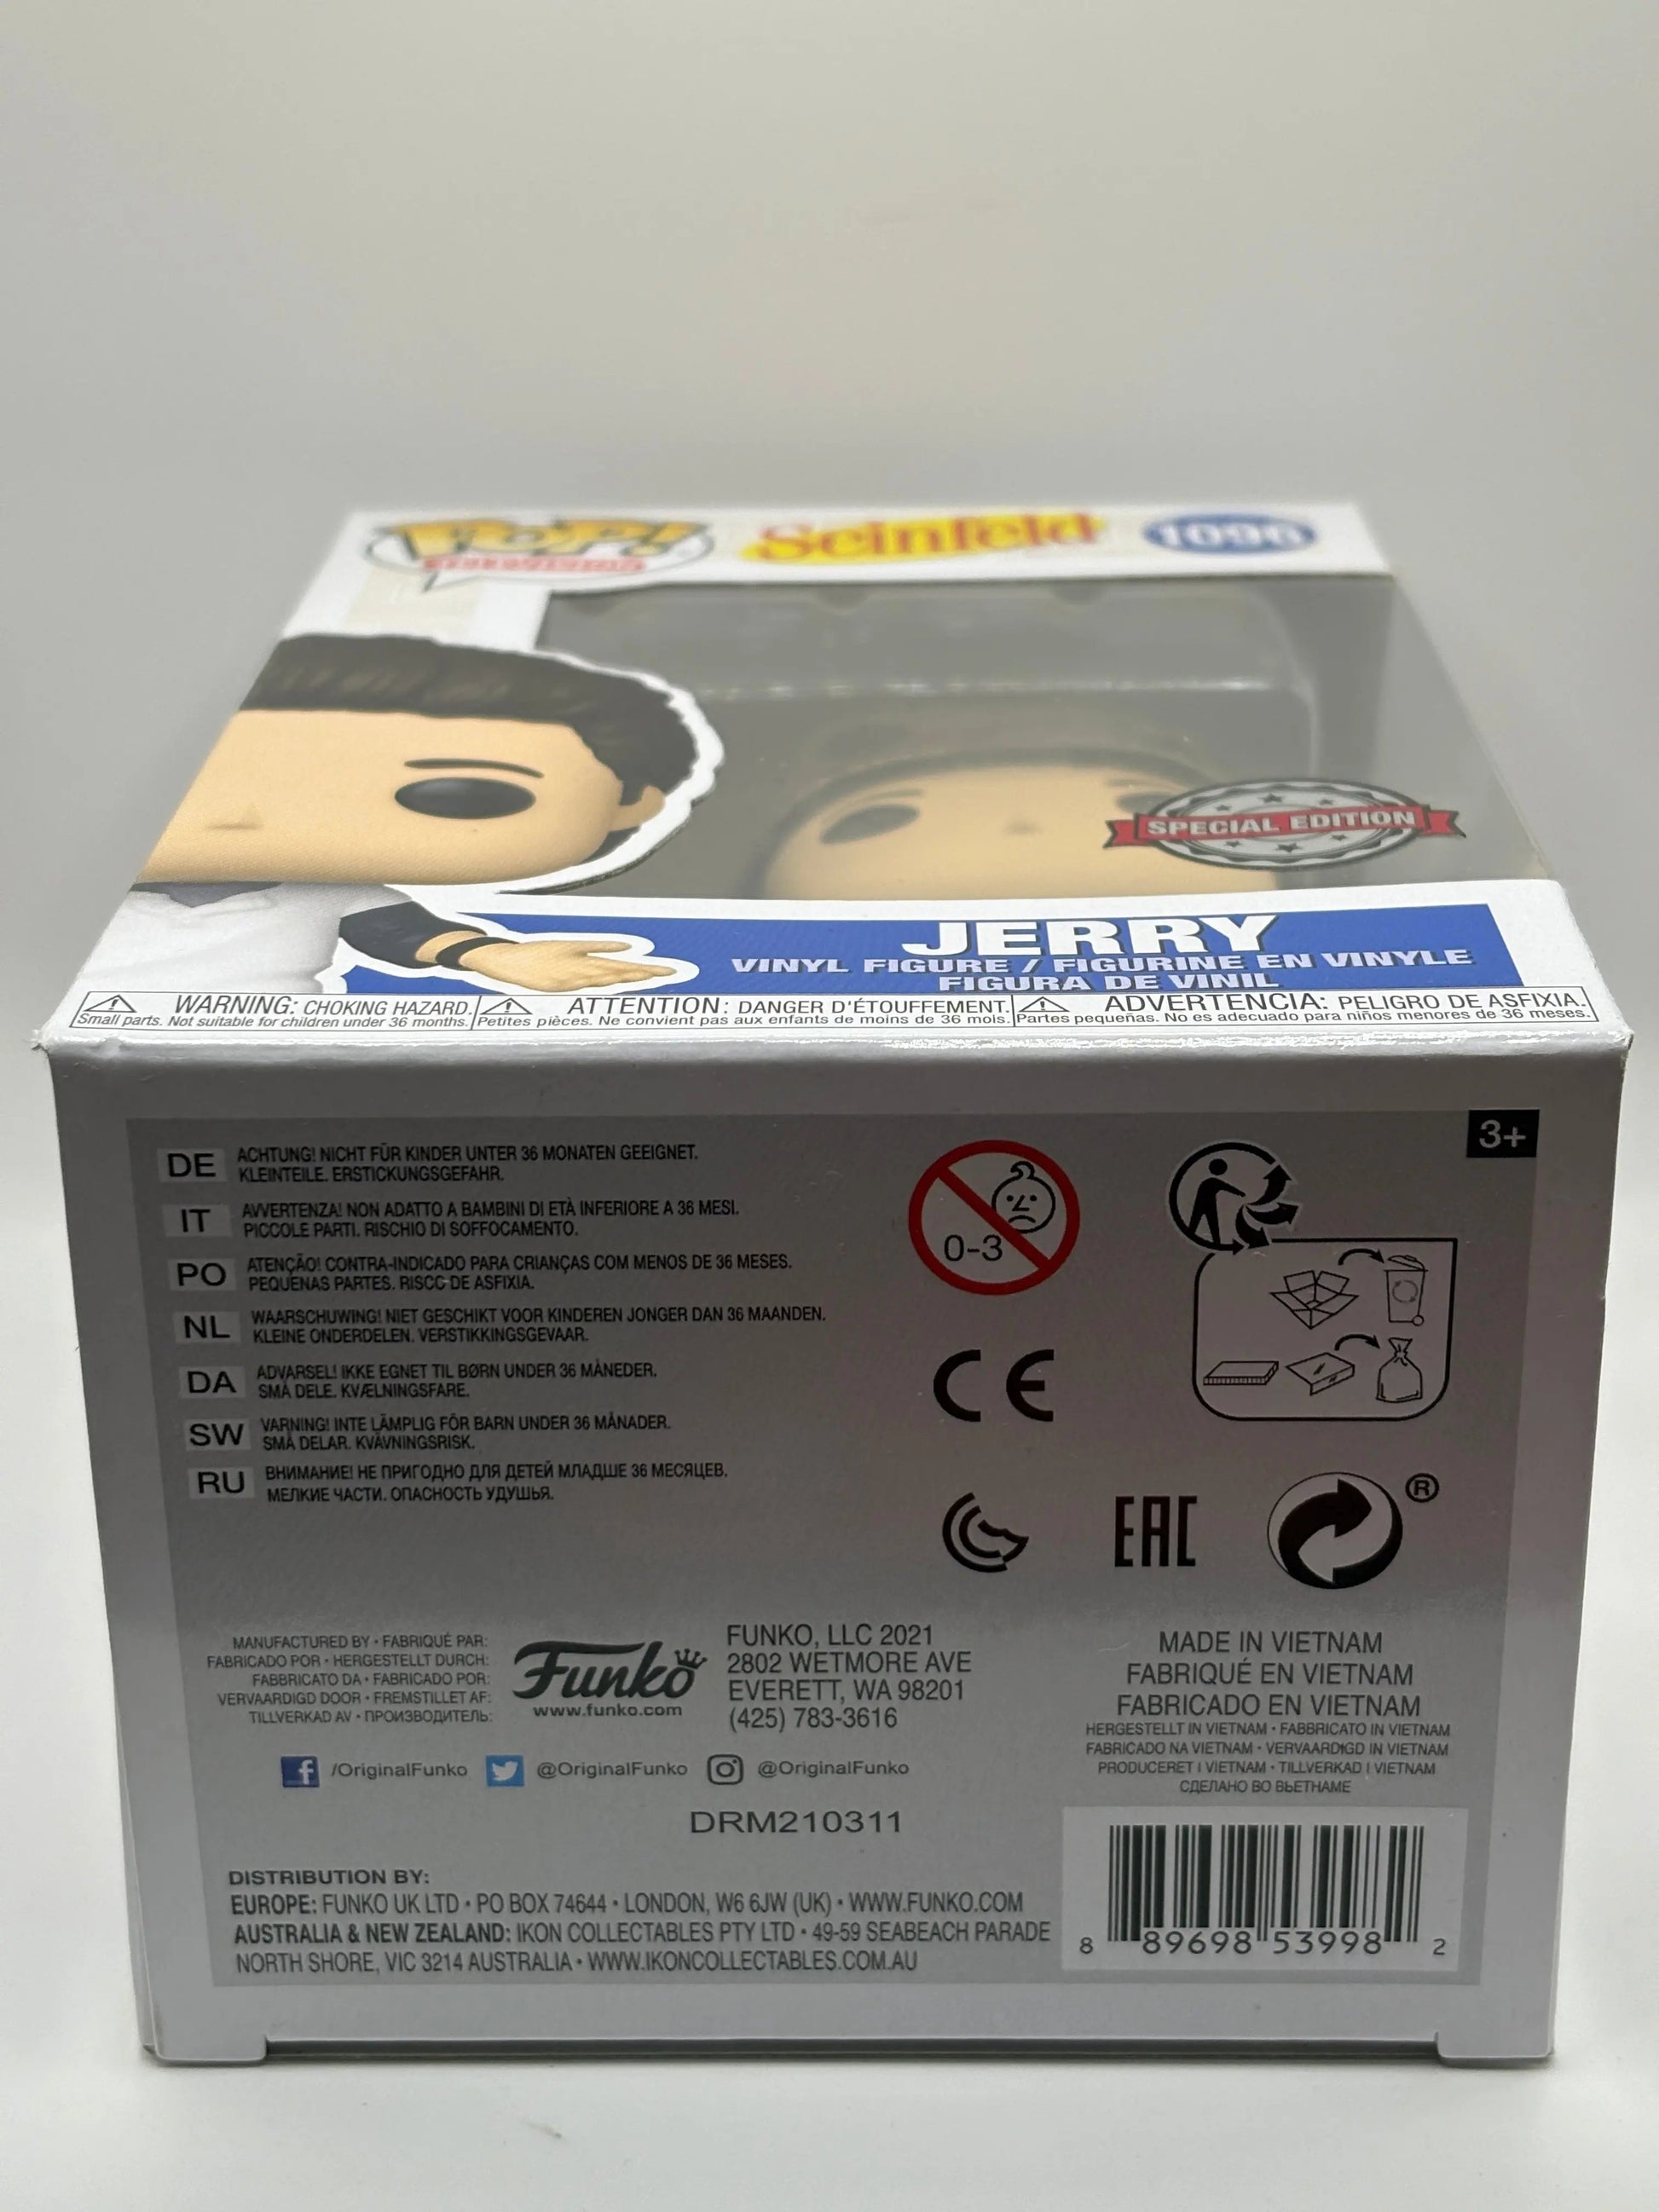 POP!
TELEVISION
Seinfeld
1096
SPECIAL EDITION
JERRY
VINYL FIGURE / FIGURINE EN VINYLE
FIGURA DE VINIL
WARNING: CHOKING HAZARD.
Small parts. Not suitable for children under 36 months.
ATTENTION: DANGER D'ÉTOUFFEMENT.
Petites pièces. Ne convient pas aux enfants de moins de 36 mois.
ADVERTENCIA: PELIGRO DE ASFIXIA.
Partes pequeñas. No es adecuado para niños menores de 36 meses.
3+
DE ACHTUNG! NICHT FÜR KINDER UNTER 36 MONATEN GEEIGNET.
KLEINTEILE. ERSTICKUNGSGEFAHR.
IT AVVERTENZA! NON ADATTO A BAMBINI DI ETÀ INFERIORE A 36 MESI.
PICCOLE PARTI. RISCHIO DI SOFFOCAMENTO.
PO ATENÇÃO! CONTRA-INDICADO PARA CRIANÇAS COM MENOS DE 36 MESES.
PEQUENAS PARTES. RISCO DE ASFIXIA.
NL WAARSCHUWING! NIET GESCHIKT VOOR KINDEREN JONGER DAN 36 MAANDEN.
KLEINE ONDERDELEN. VERSTIKKINGSGEVAAR.
DA ADVARSEL! IKKE EGNET TIL BØRN UNDER 36 MÅNEDER.
SMÅ DELE. KVÆLNINGSFARE.
SW VARNING! INTE LÄMPLIG FÖR BARN UNDER 36 MÅNADER.
SMÅ DELAR. KVÄVNINGSRISK.
RU ВНИМАНИЕ! НЕ ПРИГОДНО ДЛЯ ДЕТЕЙ МЛАДШЕ 36 МЕСЯЦЕВ.
МЕЛКИЕ ЧАСТИ. ОПАСНОСТЬ УДУШЬЯ.
0-3
CE
EAC
®
MANUFACTURED BY • FABRIQUÉ PAR:
FABRICADO POR • HERGESTELLT DURCH:
FABBRICATO DA • FABRICADO POR:
VERVAARDIGD DOOR • FREMSTILLET AF:
TILLVERKAD AV • ПРОИЗВОДИТЕЛЬ:
Funko
www.funko.com
FUNKO, LLC 2021
2802 WETMORE AVE
EVERETT, WA 98201
(425) 783-3616
MADE IN VIETNAM
FABRIQUÉ EN VIETNAM
FABRICADO EN VIETNAM
HERGESTELLT IN VIETNAM • FABBRICATO IN VIETNAM
FABRICADO NA VIETNAM • VERVAARDIGD IN VIETNAM
PRODUCERET I VIETNAM • TILLVERKAD I VIETNAM
СДЕЛАНО ВО ВЬЕТНАМЕ
/OriginalFunko @OriginalFunko @OriginalFunko
DRM210311
DISTRIBUTION BY:
EUROPE: FUNKO UK LTD • PO BOX 74644 • LONDON, W6 6JW (UK) • WWW.FUNKO.COM
AUSTRALIA & NEW ZEALAND: IKON COLLECTABLES PTY LTD • 49-59 SEABEACH PARADE
NORTH SHORE, VIC 3214 AUSTRALIA • WWW.IKONCOLLECTABLES.COM.AU
8 89698 53998 2